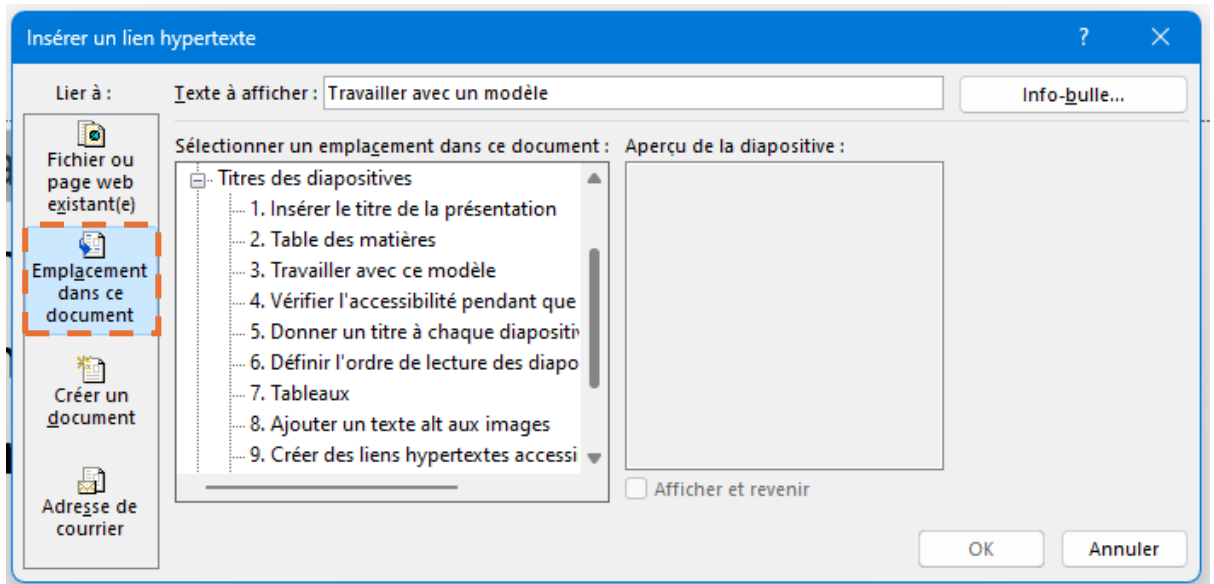 Insérer un lien hypertexte
?
Lier à :
Texte à afficher : Travailler avec un modèle
Info-bulle...
Fichier ou
page web
existant(e)
Emplacement
dans ce
document
Créer un
document
Adresse de
courrier
Sélectionner un emplacement dans ce document :
Titres des diapositives
1. Insérer le titre de la présentation
2. Table des matières
3. Travailler avec ce modèle
4. Vérifier l'accessibilité pendant que
5. Donner un titre à chaque diapositiv
6. Définir l'ordre de lecture des diapo
7. Tableaux
8. Ajouter un texte alt aux images
9. Créer des liens hypertextes accessi
Aperçu de la diapositive :
Afficher et revenir
OK
Annuler